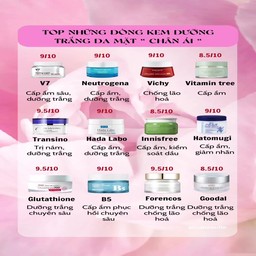 TOP NHỮNG DÒNG KEM DƯỠNG
TRẮNG DA MẶT " CHÂN ÁI "
9/10 9/10 9/10 8.5/10
V7 Neutrogena Vichy Vitamin tree
Cấp ẩm sâu, dưỡng trắng
Cấp ẩm, dưỡng trắng
Chống lão hoá
Cấp ẩm
9.5/10 9/10 8.5/10 9/10
Transino Hada Labo Innisfree Hatomugi
Trị nám, dưỡng trắng
Cấp ẩm, dưỡng trắng
Cấp ẩm, kiểm soát dầu
Cấp ẩm, giảm nhăn
9.5/10 9/10 9.5/10 8.5/10
Glutathione B5 Forencos Goodal
Dưỡng trắng chuyên sâu
Cấp ẩm phục hồi chuyên sâu
Dưỡng trắng chống lão hoá
Dưỡng trắng chống lão hoá